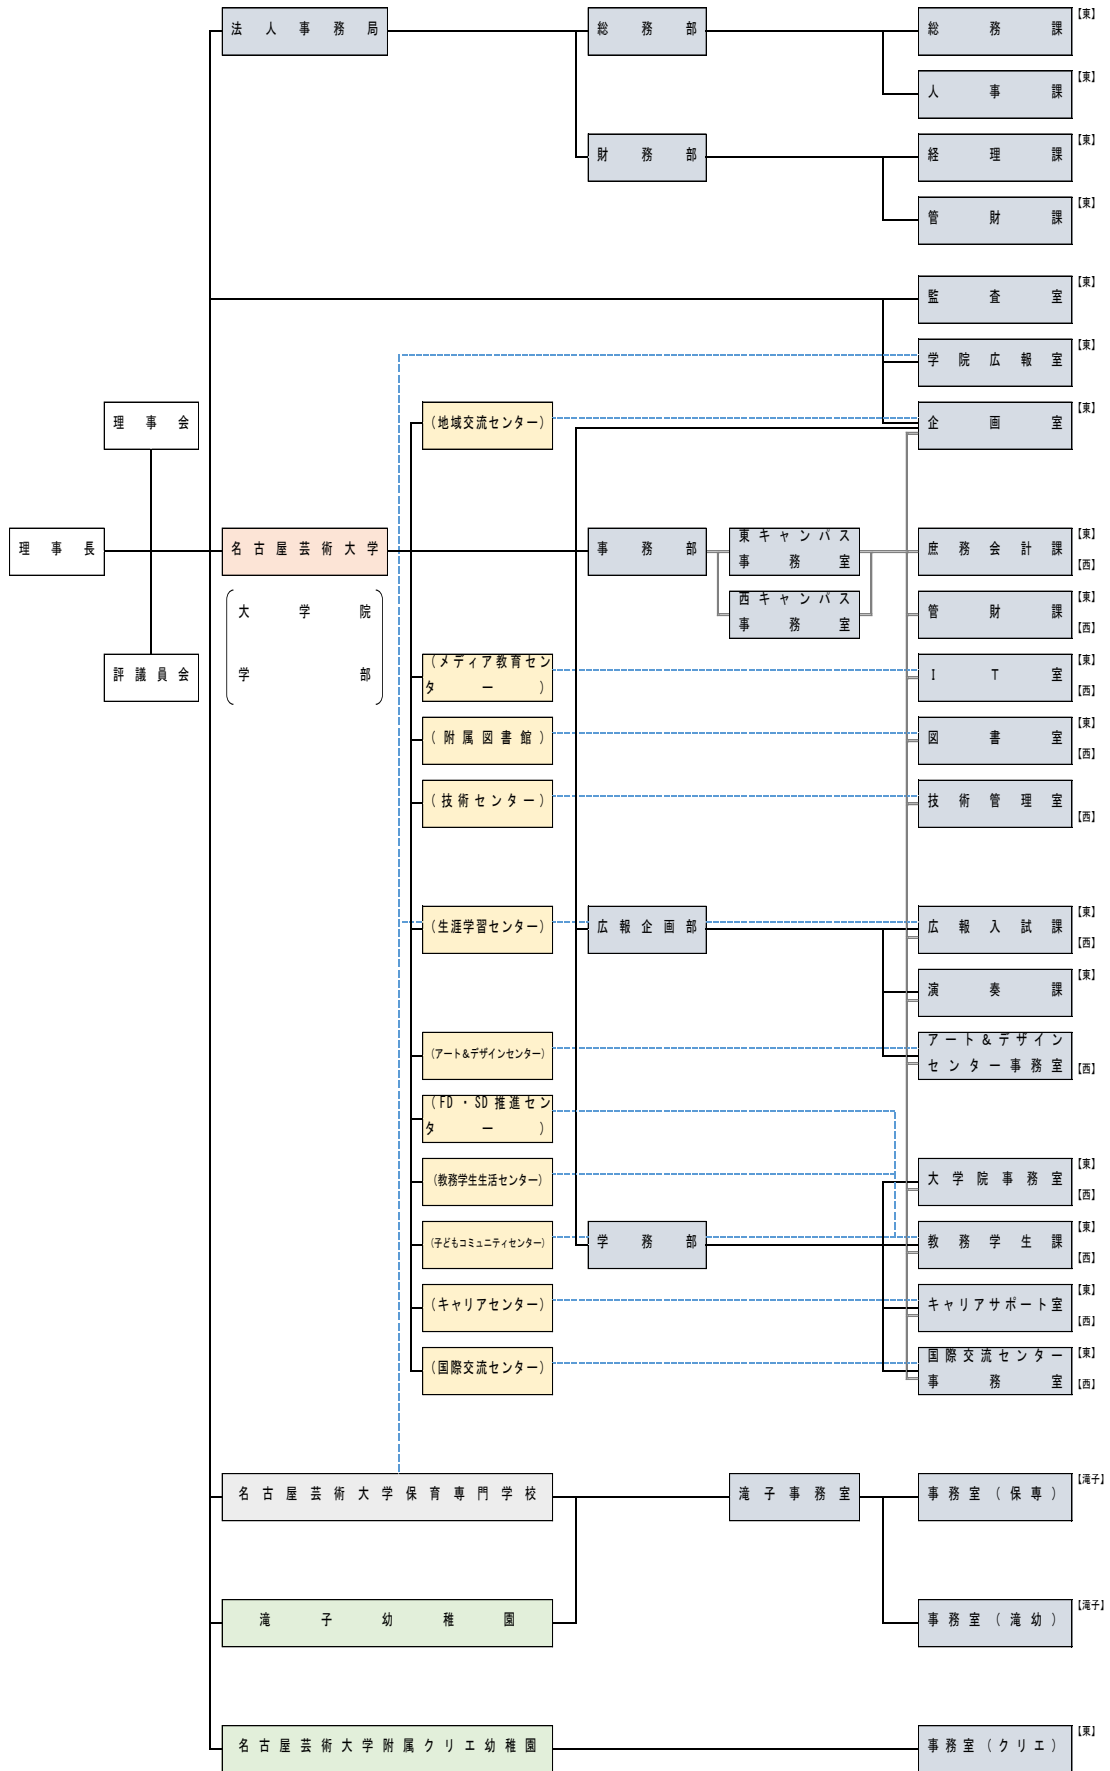 法人事務局 総務部 総務課 【東】
人事課 【東】
財務部 経理課 【東】
管財課 【東】
監査室 【東】
学院広報室 【東】
理事会 (地域交流センター) 企画室 【東】
理事長 名古屋芸術大学 事務部 東キャンパス 庶務会計課 【東】
事務室 【西】
大学院 西キャンパス 管財課 【東】
事務室 【西】
評議員会 学部 (メディア教育セン IT室 【東】
ター) 【西】
(附属図書館) 図書室 【東】
【西】
(技術センター) 技術管理室
【西】
(生涯学習センター) 広報企画部 広報入試課 【東】
【西】
演奏課 【東】
(アート&デザインセンター) アート&デザイン
センター事務室 【西】
(FD・SD推進セン
ター)
(教務学生生活センター) 大学院事務室 【東】
【西】
(子どもコミュニティセンター) 学務部 教務学生課 【東】
【西】
(キャリアセンター) キャリアサポート室 【東】
【西】
(国際交流センター) 国際交流センター 【東】
事務室 【西】
名古屋芸術大学保育専門学校 滝子事務室 事務室(保専) 【滝子】
滝子幼稚園 事務室(滝幼) 【滝子】
名古屋芸術大学附属クリエ幼稚園 事務室(クリエ) 【東】